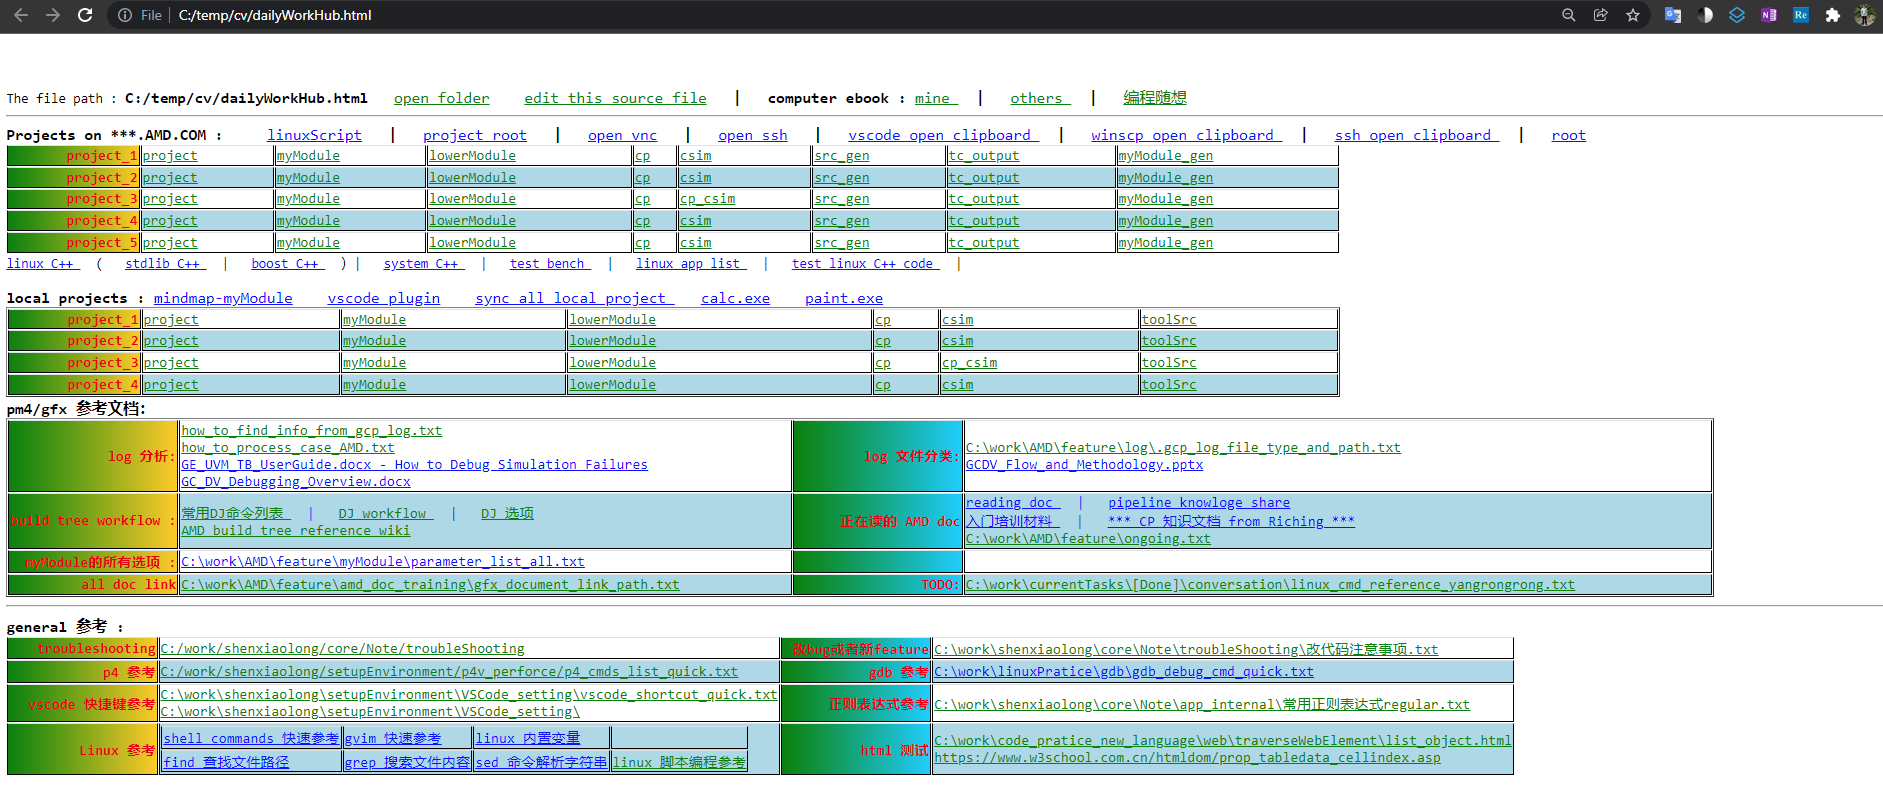 File | C:/temp/cv/dailyWorkHub.html
The file path : C:/temp/cv/dailyWorkHub.html open folder edit this source file | computer ebook : mine | others | 编程随想
Projects on ***.AMD.COM : linuxScript | project root | open vnc | open ssh | vscode open clipboard | winscp open clipboard | ssh open clipboard | root
project_1 project myModule lowerModule cp csim src_gen tc_output myModule_gen
project_2 project myModule lowerModule cp csim src_gen tc_output myModule_gen
project_3 project myModule lowerModule cp cp_csim src_gen tc_output myModule_gen
project_4 project myModule lowerModule cp csim src_gen tc_output myModule_gen
project_5 project myModule lowerModule cp csim src_gen tc_output myModule_gen
linux C++ ( stdlib C++ | boost C++ ) | system C++ | test bench | linux app list | test linux C++ code |
local projects : mindmap-myModule vscode plugin sync all local project calc.exe paint.exe
project_1 project myModule lowerModule cp csim toolSrc
project_2 project myModule lowerModule cp csim toolSrc
project_3 project myModule lowerModule cp cp_csim toolSrc
project_4 project myModule lowerModule cp csim toolSrc
pm4/gfx 参考文档:
log 分析:
how_to_find_info_from_gcp_log.txt
how_to_process_case_AMD.txt
GE_UVM_TB_UserGuide.docx - How to Debug Simulation Failures
GC_DV_Debugging_Overview.docx
log 文件分类:
C:\work\AMD\feature\log\.gcp_log_file_type_and_path.txt
GCDV_Flow_and_Methodology.pptx
build tree workflow :
常用DJ命令列表 | DJ workflow | DJ 选项
AMD build tree reference wiki
正在读的 AMD doc
reading doc | pipeline knowloge share
入门培训材料 | *** CP 知识文档 from Riching ***
C:\work\AMD\feature\ongoing.txt
myModule的所有选项 : C:\work\AMD\feature\myModule\parameter_list_all.txt
all doc link C:\work\AMD\feature\amd_doc_training\gfx_document_link_path.txt TODO: C:\work\currentTasks\[Done]\conversation\linux_cmd_reference_yangrongrong.txt
general 参考 :
troubleshooting C:/work/shenxiaolong/core/Note/troubleShooting 改bug或者新feature C:\work\shenxiaolong\core\Note\troubleShooting\改代码注意事项.txt
p4 参考 C:/work/shenxiaolong/setupEnvironment/p4v_perforce/p4_cmds_list_quick.txt gdb 参考 C:\work\linuxPratice\gdb\gdb_debug_cmd_quick.txt
vscode 快捷键参考
C:\work\shenxiaolong\setupEnvironment\VSCode_setting\vscode_shortcut_quick.txt
C:\work\shenxiaolong\setupEnvironment\VSCode_setting\
正则表达式参考 C:\work\shenxiaolong\core\Note\app_internal\常用正则表达式regular.txt
Linux 参考
shell commands 快速参考 gvim 快速参考 linux 内置变量
find 查找文件路径 grep 搜索文件内容 sed 命令解析字符串 linux 脚本编程参考
html 测试
C:\work\code_pratice_new_language\web\traverseWebElement\list_object.html
https://www.w3school.com.cn/htmldom/prop_tabledata_cellindex.asp